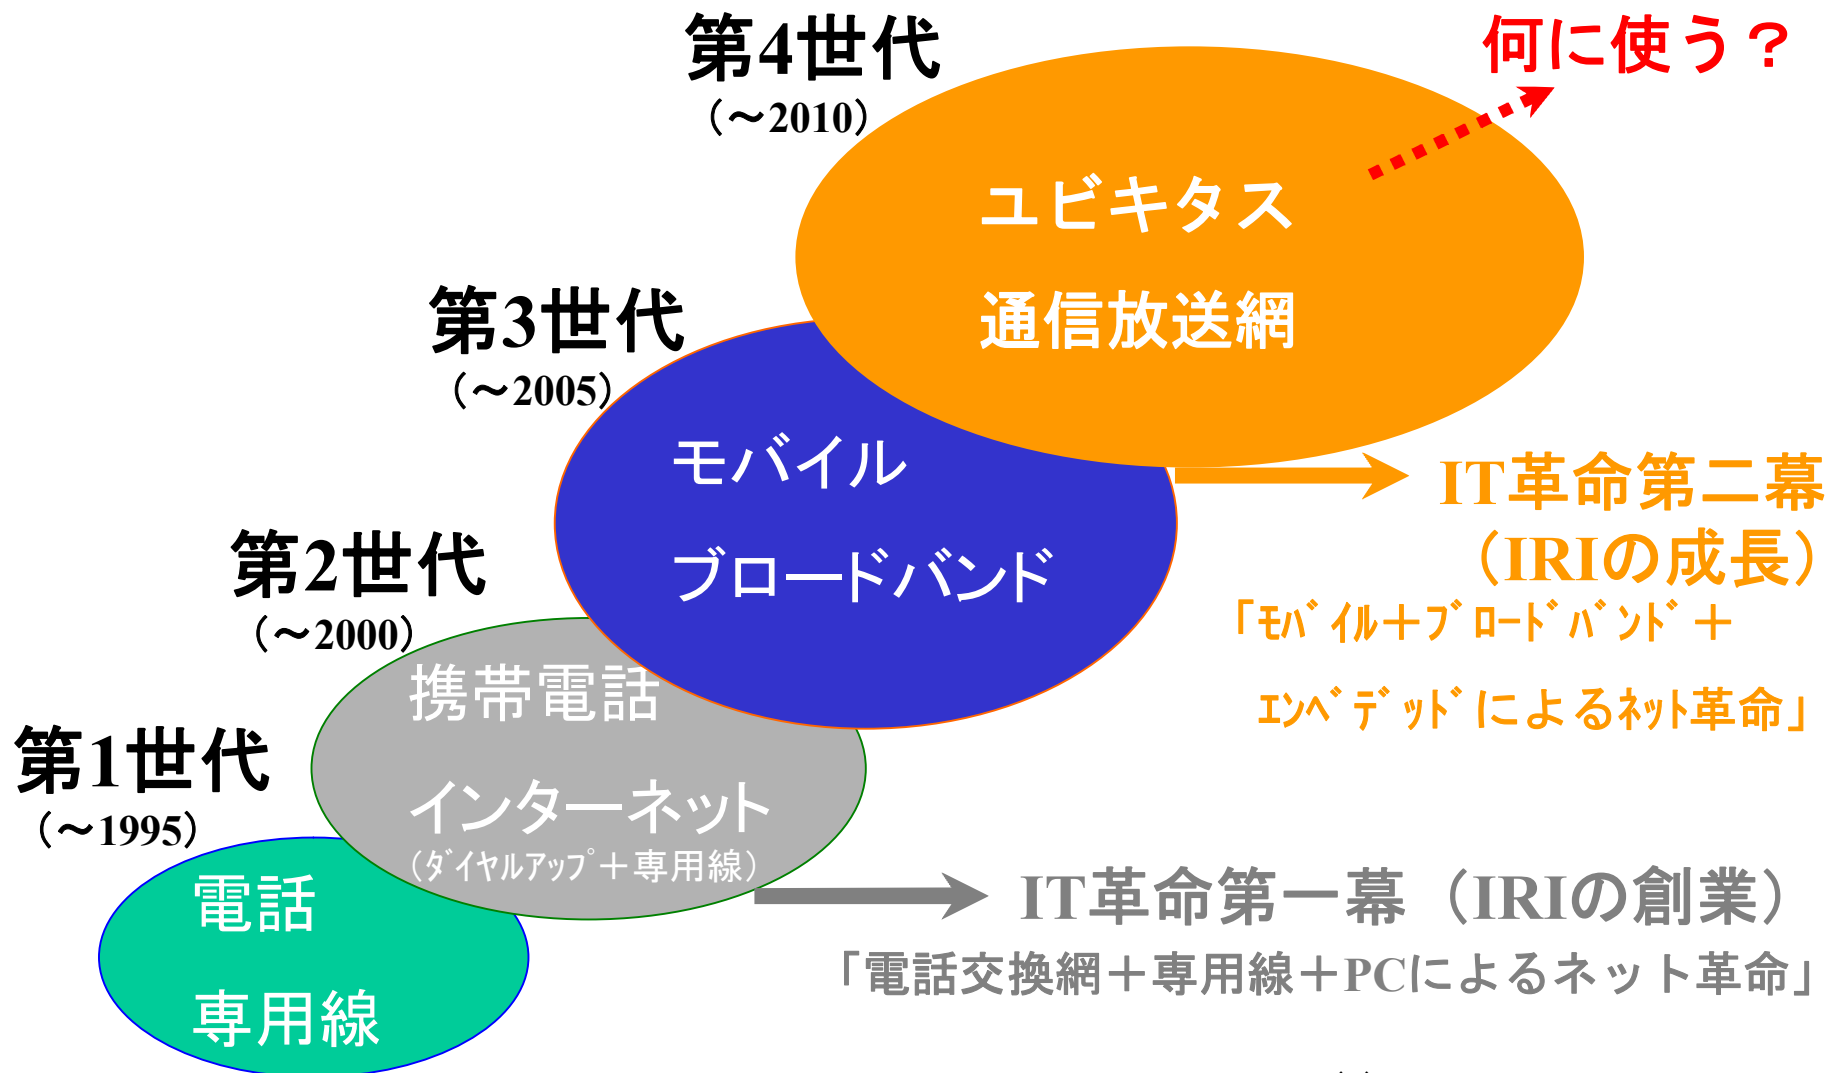 第4世代
（～2010）
何に使う？
ユビキタス
通信放送網
第3世代
（～2005）
モバイル
ブロードバンド
IT革命第二幕
（IRIの成長）
「ﾓﾊﾞｲﾙ＋ﾌﾞﾛｰﾄﾞﾊﾞﾝﾄﾞ＋
ｴﾝﾍﾞﾃﾞｯﾄﾞによるﾈｯﾄ革命」
第2世代
（～2000）
携帯電話
インターネット
（ﾀﾞｲﾔﾙｱｯﾌﾟ＋専用線）
第1世代
（～1995）
電話
専用線
IT革命第一幕（IRIの創業）
「電話交換網＋専用線＋PCによるネット革命」